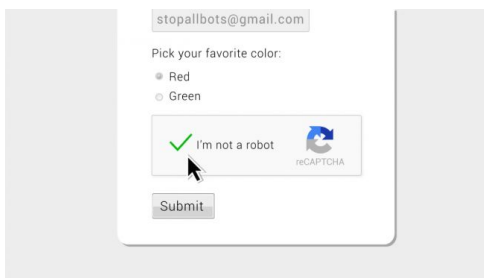 stopallbots@gmail.com
Pick your favorite color:
Red
Green
I'm not a robot
reCAPTCHA
Submit